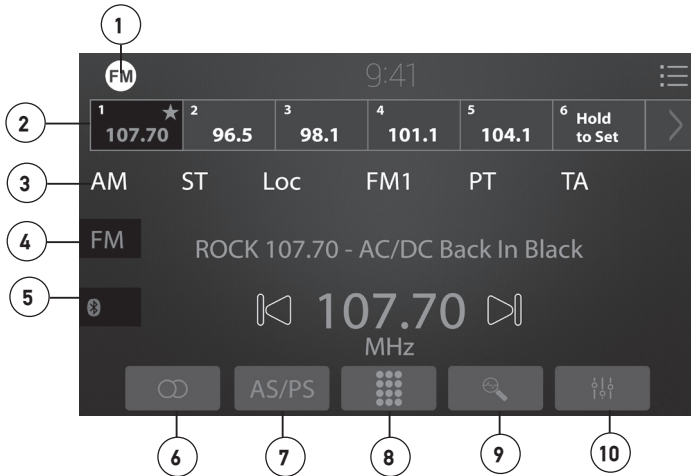 1
FM
9:41
2
1 107.70 2 96.5 3 98.1 4 101.1 5 104.1 6 Hold to Set
3
AM ST Loc FM1 PT TA
4
FM
ROCK 107.70 - AC/DC Back In Black
5
107.70
MHz
AS/PS
6 7 8 9 10